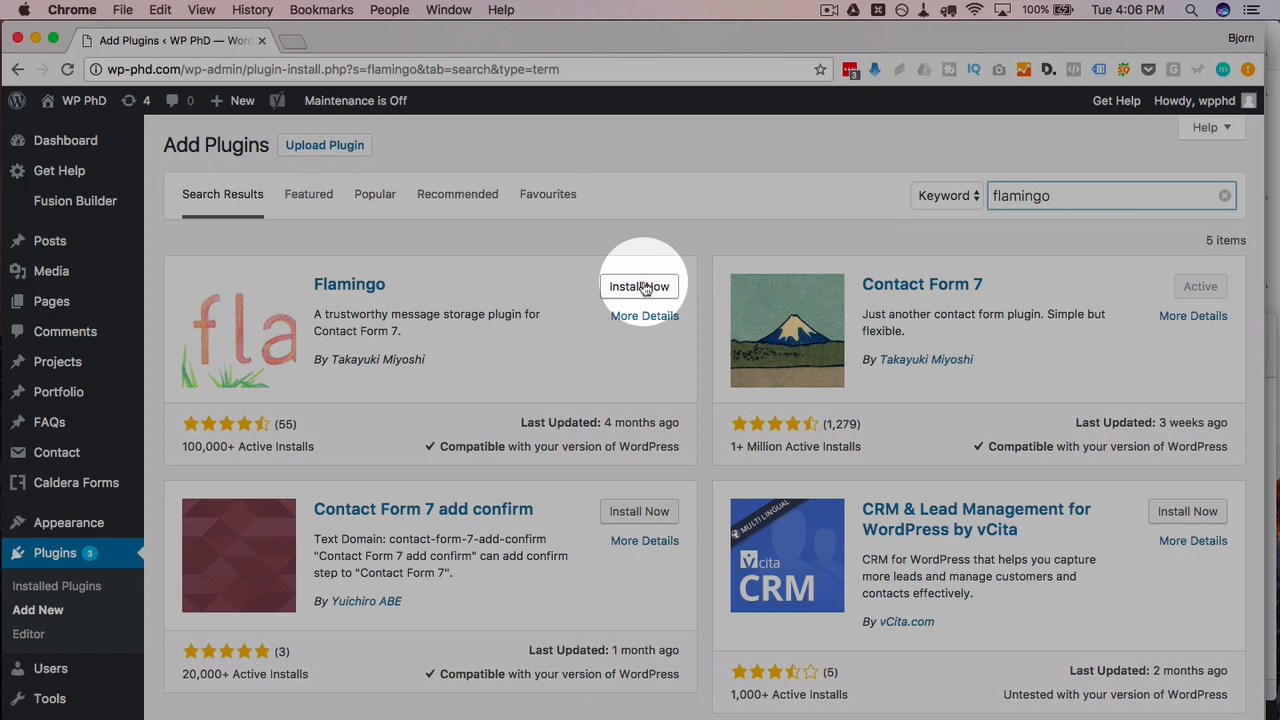 Chrome File Edit View History Bookmarks People Window Help 100% Tue 4:06 PM
Add Plugins ‹ WP PhD — Wor
Bjorn
wp-phd.com/wp-admin/plugin-install.php?s=flamingo&tab=search&type=term
WP PhD 4 0 + New Maintenance is Off Get Help Howdy, wpphd
Dashboard
Get Help
Fusion Builder
Posts
Media
Pages
Comments
Projects
Portfolio
FAQs
Contact
Caldera Forms
Appearance
Plugins 3
Installed Plugins
Add New
Editor
Users
Tools
Help
Add Plugins Upload Plugin
Search Results Featured Popular Recommended Favourites Keyword flamingo
5 items
fla
Flamingo
Install Now
More Details
A trustworthy message storage plugin for
Contact Form 7.
By Takayuki Miyoshi
(55)
100,000+ Active Installs
Last Updated: 4 months ago
Compatible with your version of WordPress
Contact Form 7
Active
More Details
Just another contact form plugin. Simple but
flexible.
By Takayuki Miyoshi
(1,279)
1+ Million Active Installs
Last Updated: 3 weeks ago
Compatible with your version of WordPress
Contact Form 7 add confirm
Install Now
More Details
Text Domain: contact-form-7-add-confirm
"Contact Form 7 add confirm" can add confirm
step to "Contact Form 7".
By Yuichiro ABE
(3)
20,000+ Active Installs
Last Updated: 1 month ago
Compatible with your version of WordPress
MULTI LINGUAL
vcita
CRM
CRM & Lead Management for
WordPress by vCita
Install Now
More Details
CRM for WordPress that helps you capture
more leads and manage customers and
contacts effectively.
By vCita.com
(5)
1,000+ Active Installs
Last Updated: 2 months ago
Untested with your version of WordPress